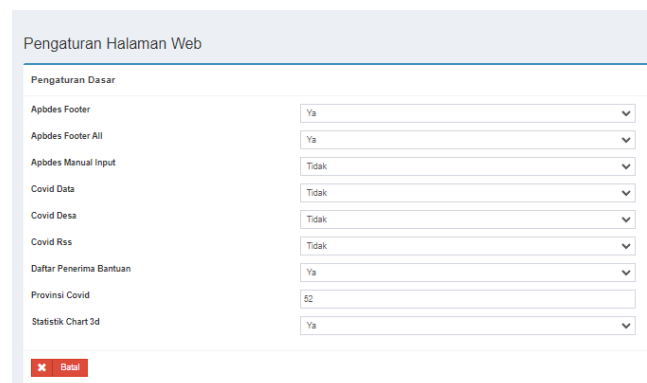 Pengaturan Halaman Web
Pengaturan Dasar
Apbdes Footer Ya
Apbdes Footer All Ya
Apbdes Manual Input Tidak
Covid Data Tidak
Covid Desa Tidak
Covid Rss Tidak
Daftar Penerima Bantuan Ya
Provinsi Covid 52
Statistik Chart 3d Ya
Batal